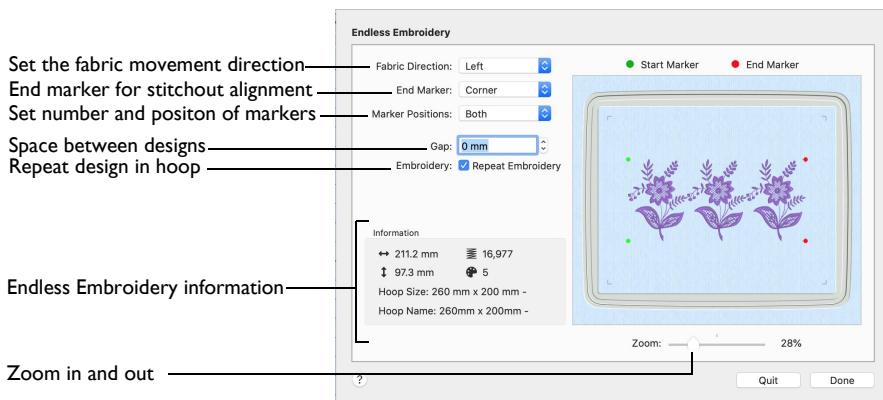 Endless Embroidery
Set the fabric movement direction
Fabric Direction: Left
Start Marker End Marker
End marker for stitchout alignment
End Marker: Corner
Set number and positon of markers
Marker Positions: Both
Space between designs
Gap: 0 mm
Repeat design in hoop
Embroidery: Repeat Embroidery
Information
211.2 mm 16,977
97.3 mm 5
Endless Embroidery information
Hoop Size: 260 mm x 200 mm -
Hoop Name: 260mm x 200mm -
Zoom: 28%
Zoom in and out
? Quit Done